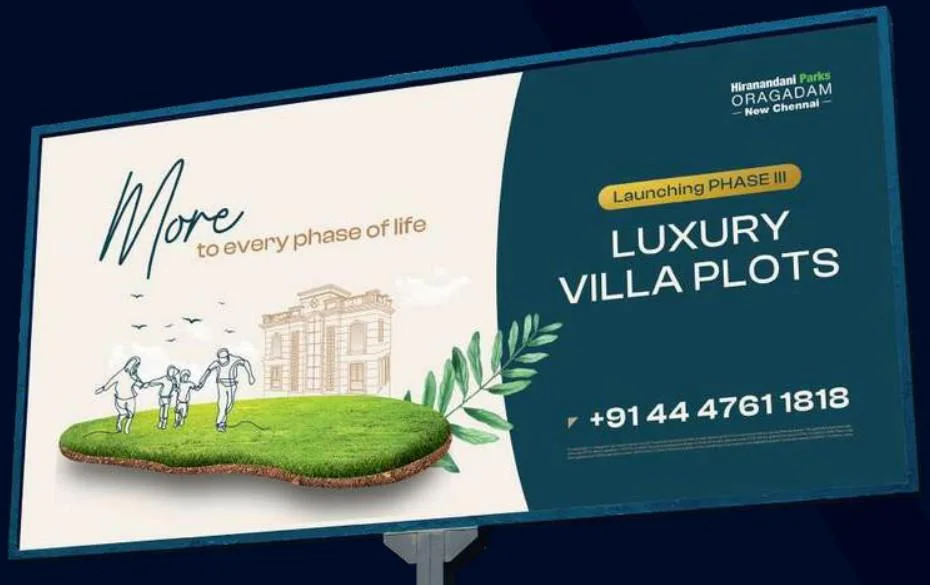 More
to every phase of life
Hiranandani Parks
ORAGADAM
New Chennai
Launching PHASE III
LUXURY
VILLA PLOTS
+91 44 4761 1818